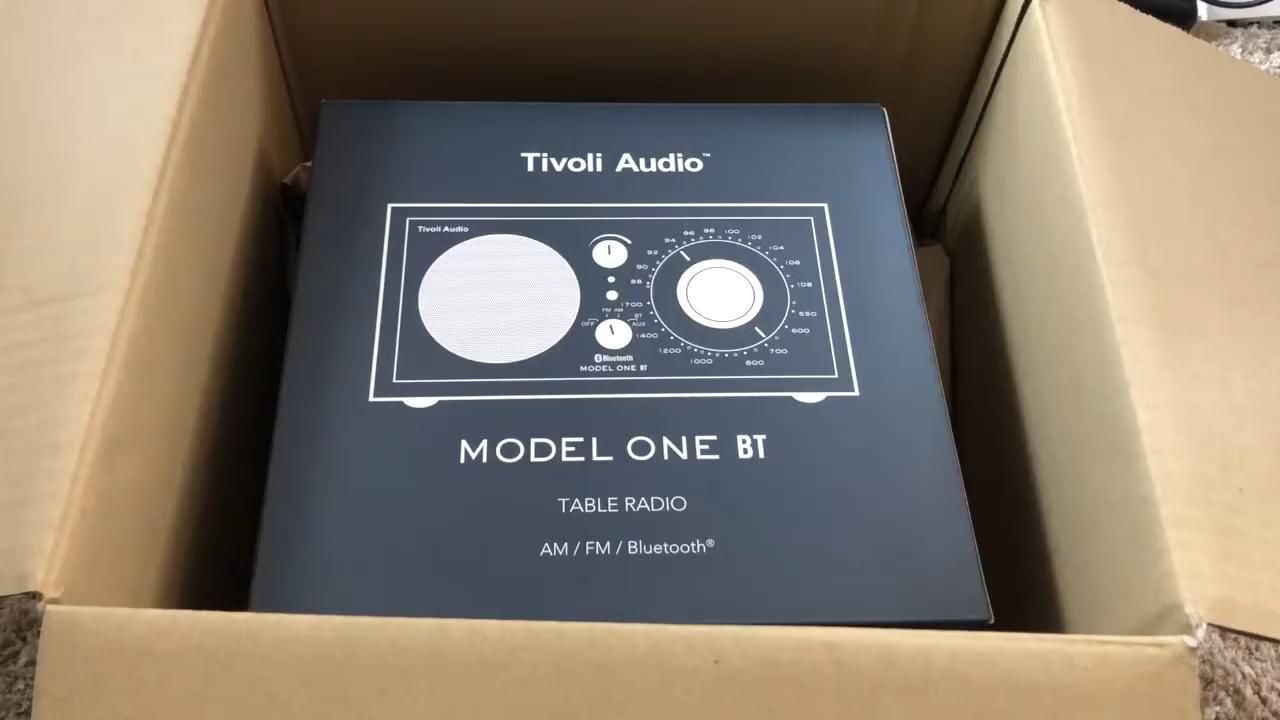 Tivoli Audio™
Tivoli Audio
88 90 92 94 96 98 100 102 104 106 108
1700 1400 1200 1000 800 700 600 550
FM AM
OFF BT
AUX
Bluetooth
MODEL ONE BT
MODEL ONE BT
TABLE RADIO
AM / FM / Bluetooth®